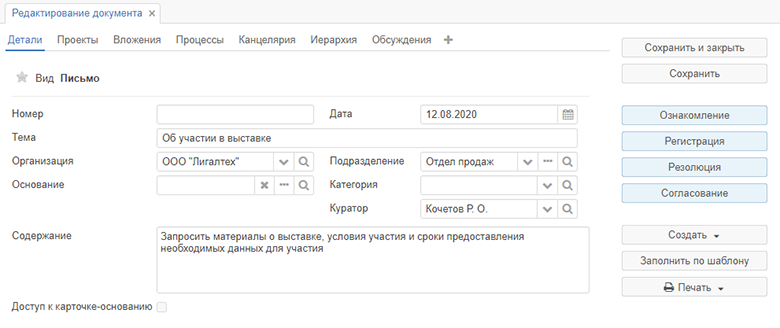 Редактирование документа ×
Детали Проекты Вложения Процессы Канцелярия Иерархия Обсуждения
Вид Письмо
Номер Дата 12.08.2020
Тема Об участии в выставке
Организация ООО "Лигалтех" Подразделение Отдел продаж
Основание Категория
Куратор Кочетов Р. О.
Содержание Запросить материалы о выставке, условия участия и сроки предоставления
необходимых данных для участия
Доступ к карточке-основанию
Сохранить и закрыть
Сохранить
Ознакомление
Регистрация
Резолюция
Согласование
Создать
Заполнить по шаблону
Печать